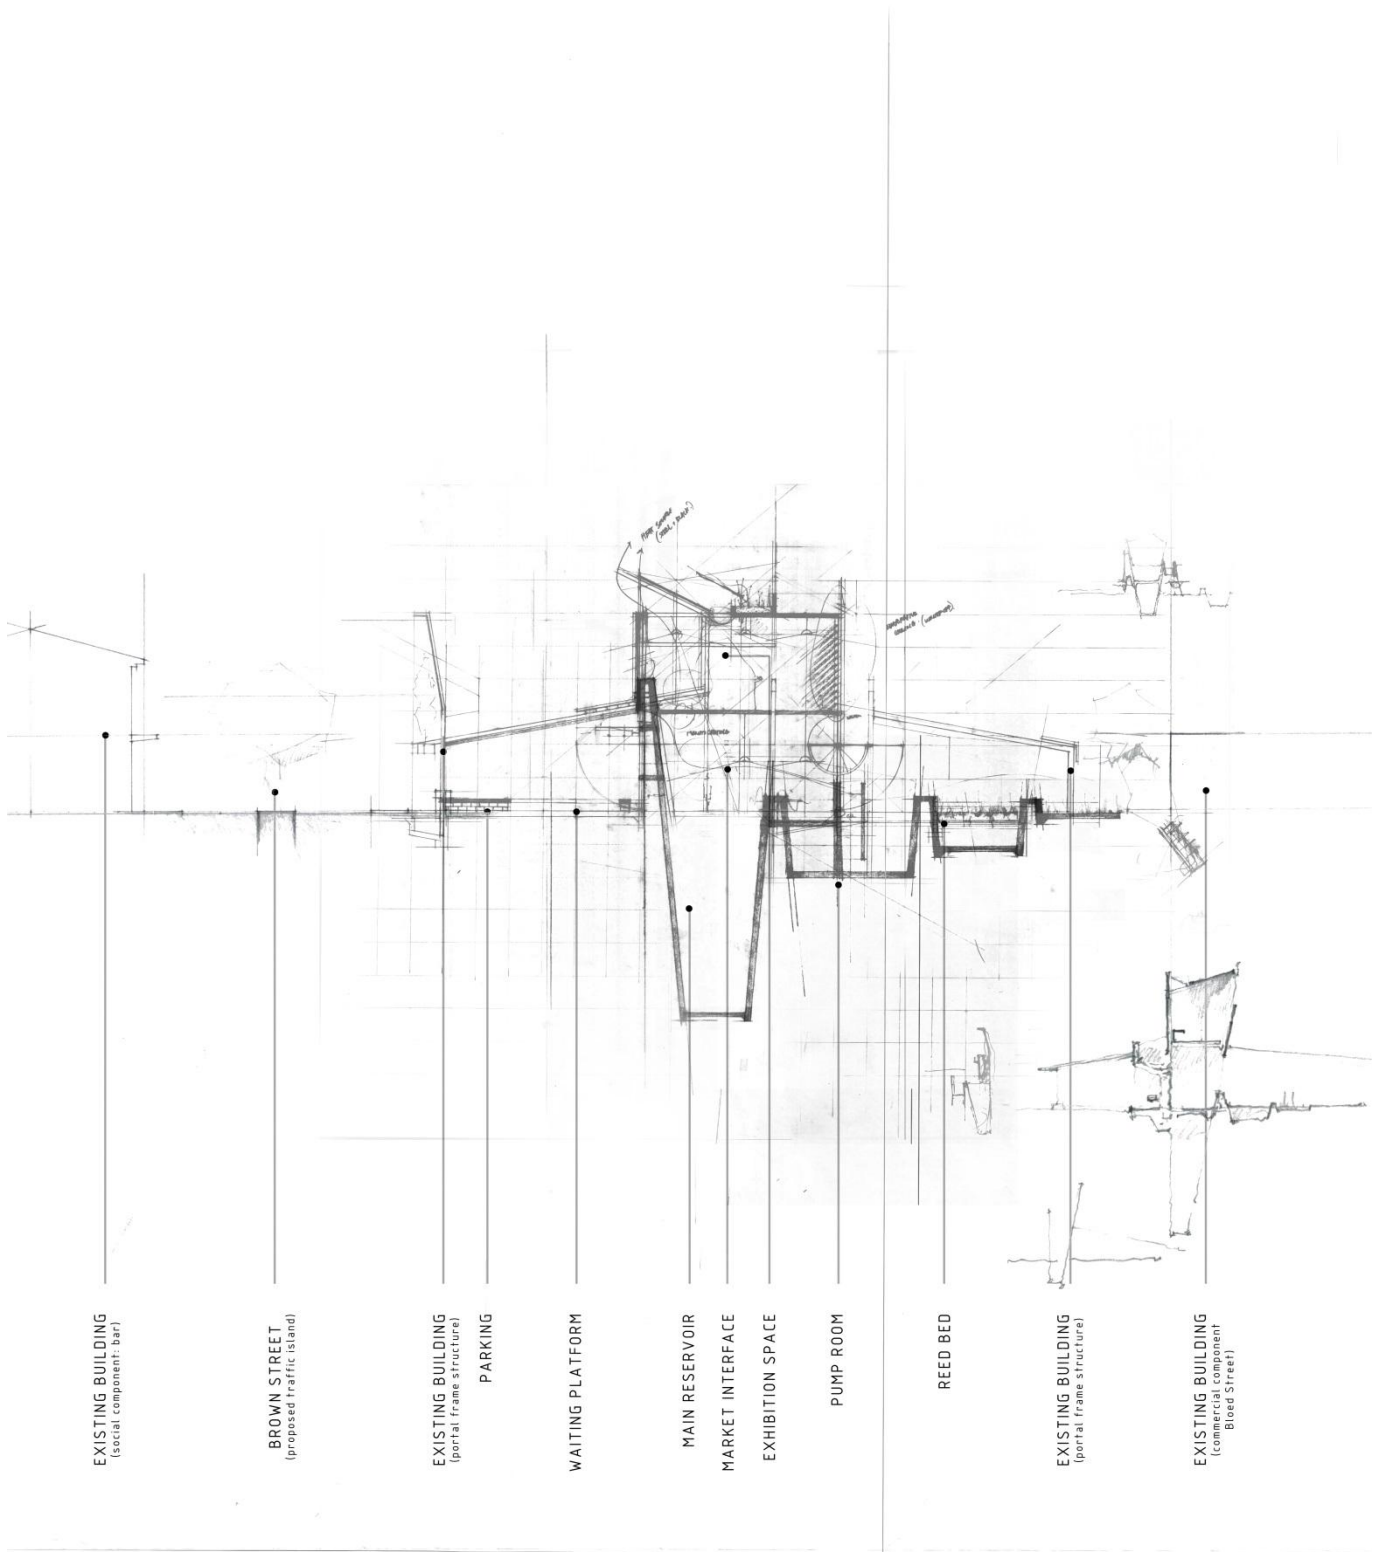 EXISTING BUILDING
(social component: bar)
BROWN STREET
(proposed traffic island)
EXISTING BUILDING
(portal frame structure)
PARKING
WAITING PLATFORM
MAIN RESERVOIR
MARKET INTERFACE
EXHIBITION SPACE
PUMP ROOM
REED BED
EXISTING BUILDING
(portal frame structure)
EXISTING BUILDING
(commercial component
Bloed Street)